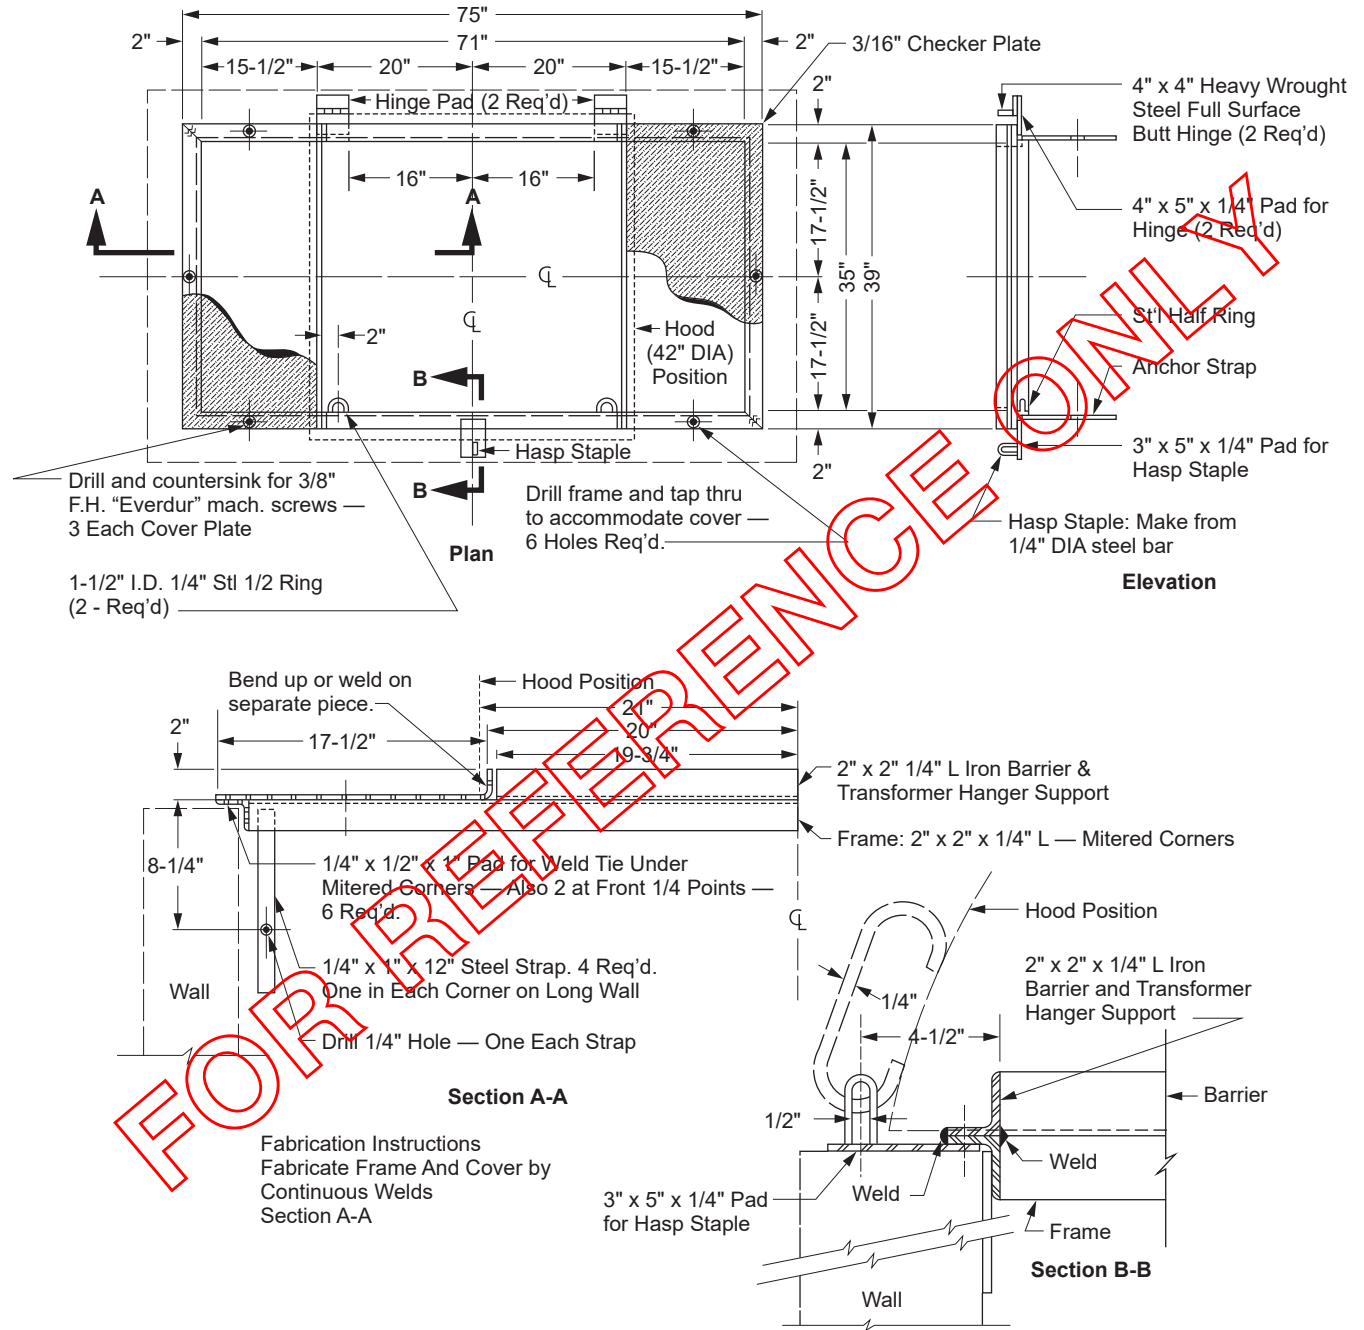 75"
2"
71"
2"
3/16" Checker Plate
15-1/2"
20"
20"
15-1/2"
2"
Hinge Pad (2 Req'd)
4" x 4" Heavy Wrought
Steel Full Surface
Butt Hinge (2 Req'd)
16"
16"
A
A
17-1/2"
35"
39"
17-1/2"
4" x 5" x 1/4" Pad for
Hinge (2 Req'd)
℄
℄
2"
Hood
(42" DIA)
Position
B
St'l Half Ring
Anchor Strap
Hasp Staple
2"
3" x 5" x 1/4" Pad for
Hasp Staple
B
Drill and countersink for 3/8"
F.H. “Everdur” mach. screws —
3 Each Cover Plate
Drill frame and tap thru
to accommodate cover —
6 Holes Req'd.
Hasp Staple: Make from
1/4" DIA steel bar
Plan
Elevation
1-1/2" I.D. 1/4" Stl 1/2 Ring
(2 - Req'd)
FOR REFERENCE ONLY
Bend up or weld on
separate piece.
Hood Position
21"
20"
19-3/4"
2"
17-1/2"
2" x 2" 1/4" L Iron Barrier &
Transformer Hanger Support
Frame: 2" x 2" x 1/4" L — Mitered Corners
8-1/4"
1/4" x 1/2" x 1" Pad for Weld Tie Under
Mitered Corners — Also 2 at Front 1/4 Points —
6 Req'd.
℄
1/4" x 1" x 12" Steel Strap. 4 Req'd.
One in Each Corner on Long Wall
Wall
Drill 1/4" Hole — One Each Strap
Section A-A
Hood Position
2" x 2" x 1/4" L Iron
Barrier and Transformer
Hanger Support
1/4"
4-1/2"
1/2"
Barrier
Weld
Weld
3" x 5" x 1/4" Pad
for Hasp Staple
Frame
Section B-B
Wall
Fabrication Instructions
Fabricate Frame And Cover by
Continuous Welds
Section A-A